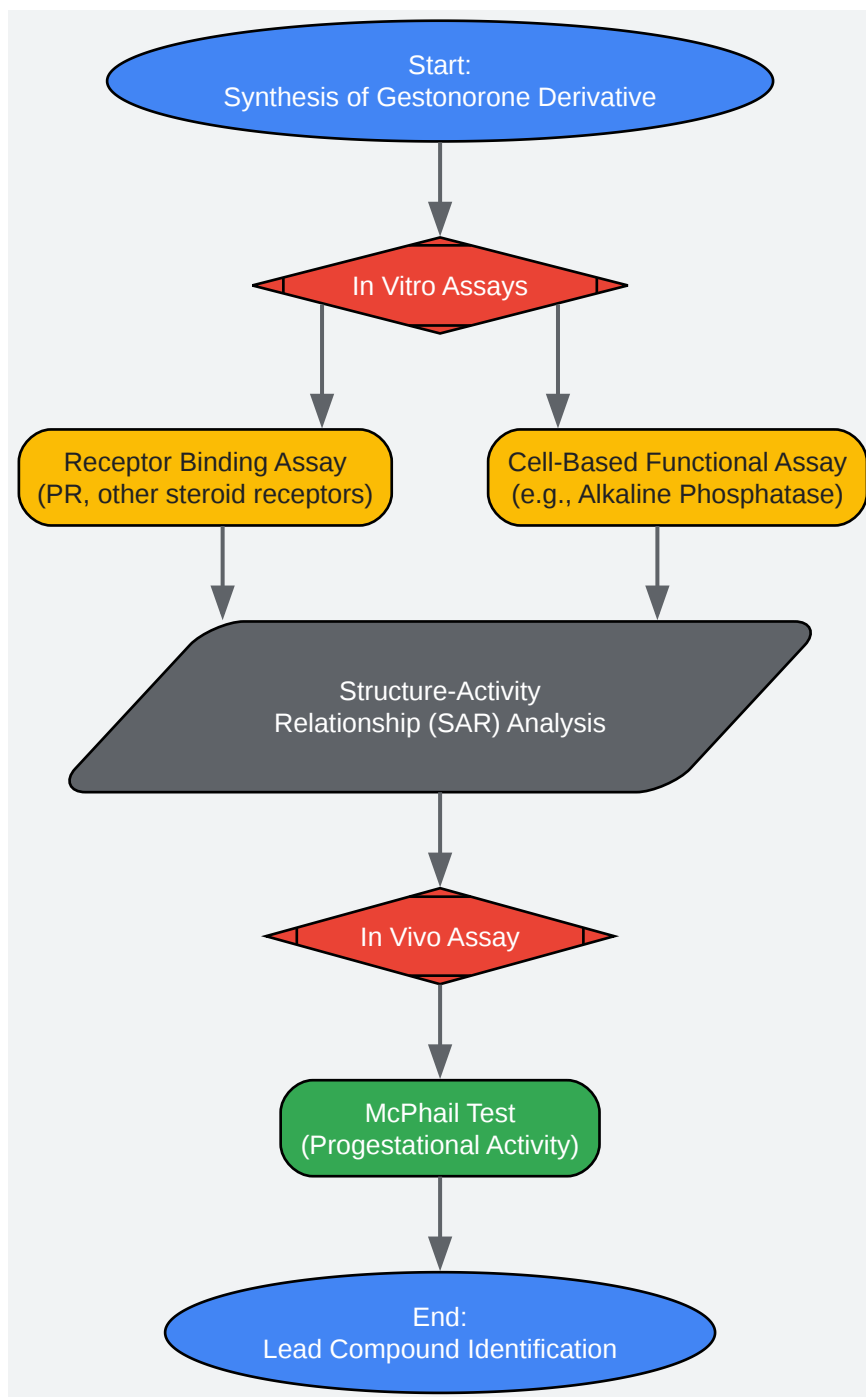 Start:
Synthesis of Gestonorone Derivative
In Vitro Assays
Receptor Binding Assay
(PR, other steroid receptors)
Cell-Based Functional Assay
(e.g., Alkaline Phosphatase)
Structure-Activity
Relationship (SAR) Analysis
In Vivo Assay
McPhail Test
(Progestational Activity)
End:
Lead Compound Identification